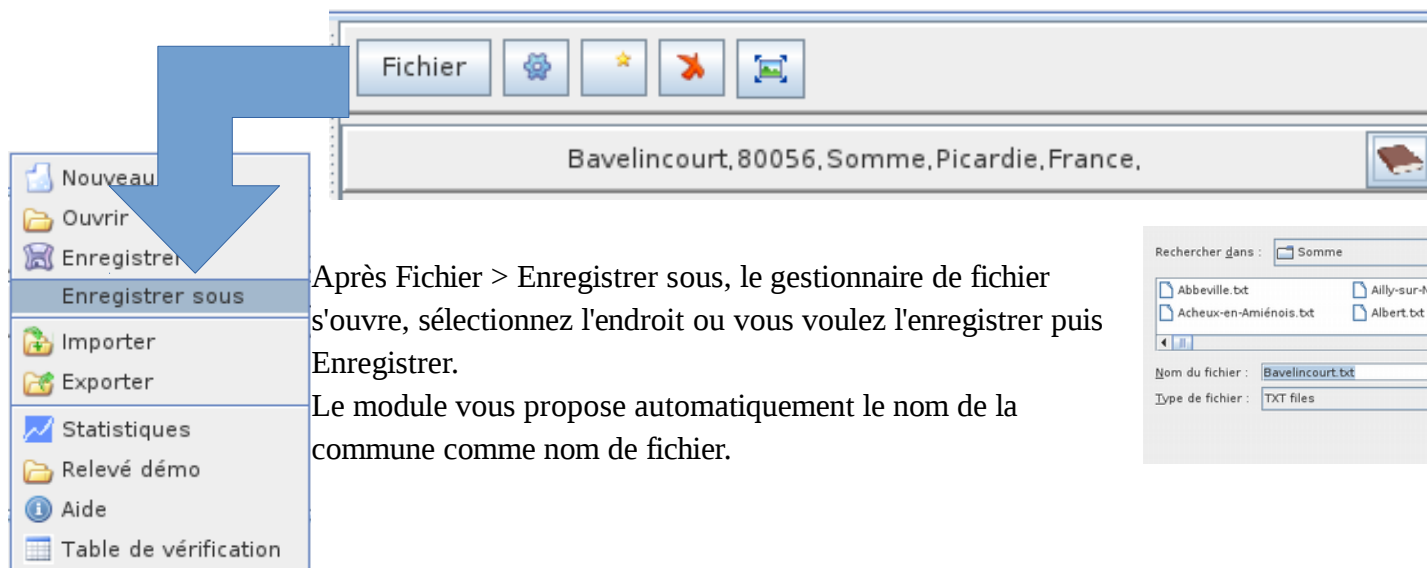 Fichier
Bavelincourt,80056,Somme,Picardie,France,
Nouveau
Ouvrir
Enregistrer
Enregistrer sous
Importer
Exporter
Statistiques
Relevé démo
Aide
Table de vérification
Après Fichier > Enregistrer sous, le gestionnaire de fichier
s'ouvre, sélectionnez l'endroit ou vous voulez l'enregistrer puis
Enregistrer.
Le module vous propose automatiquement le nom de la
commune comme nom de fichier.
Rechercher dans : Somme
Abbeville.txt Ailly-sur-N
Acheux-en-Amiénois.txt Albert.txt
Nom du fichier : Bavelincourt.txt
Type de fichier : TXT files